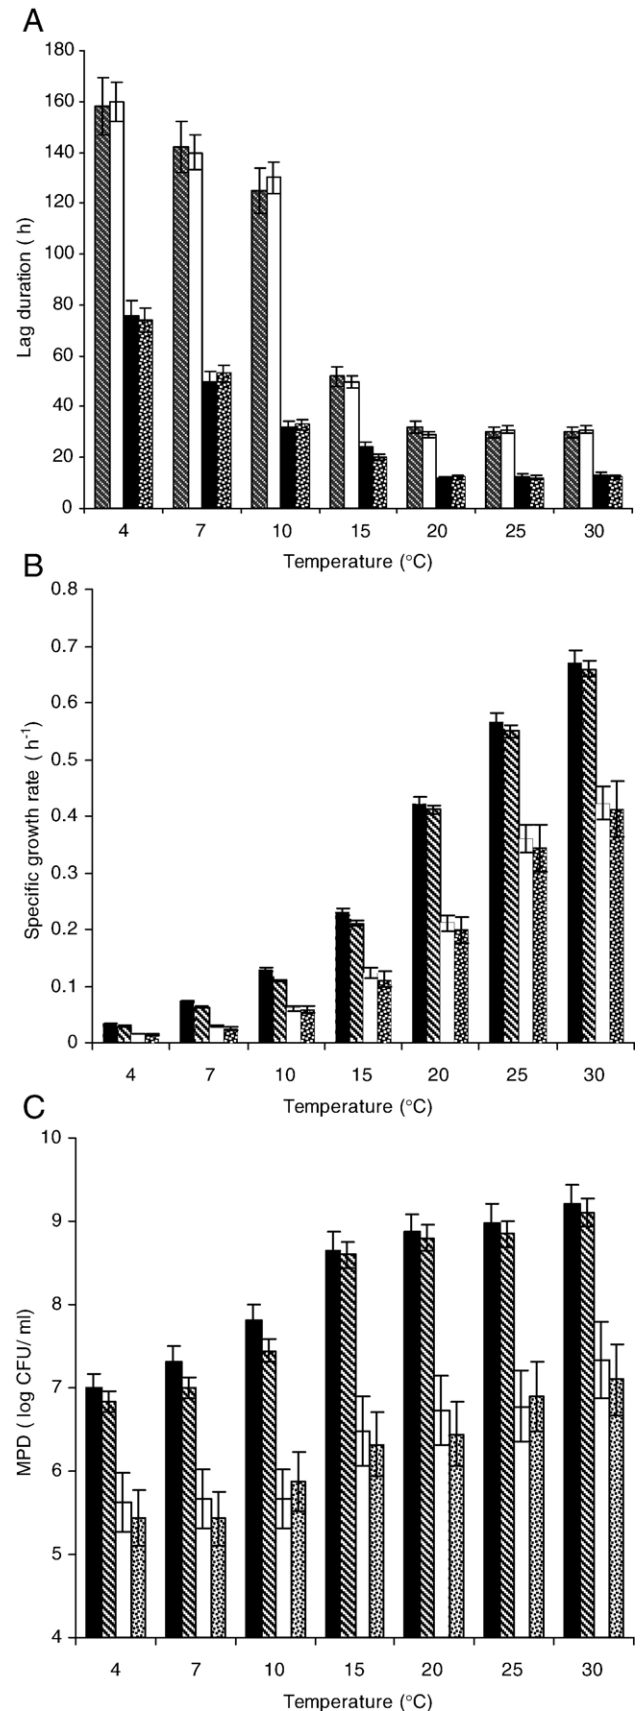 A
180
160
140
120
100
80
60
40
20
0
Lag duration ( h)
4 7 10 15 20 25 30
Temperature (°C)
B
0.8
0.7
0.6
0.5
0.4
0.3
0.2
0.1
0
Specific growth rate ( h-1)
4 7 10 15 20 25 30
Temperature (°C)
C
10
9
8
7
6
5
4
MPD ( log CFU/ ml)
4 7 10 15 20 25 30
Temperature (°C)